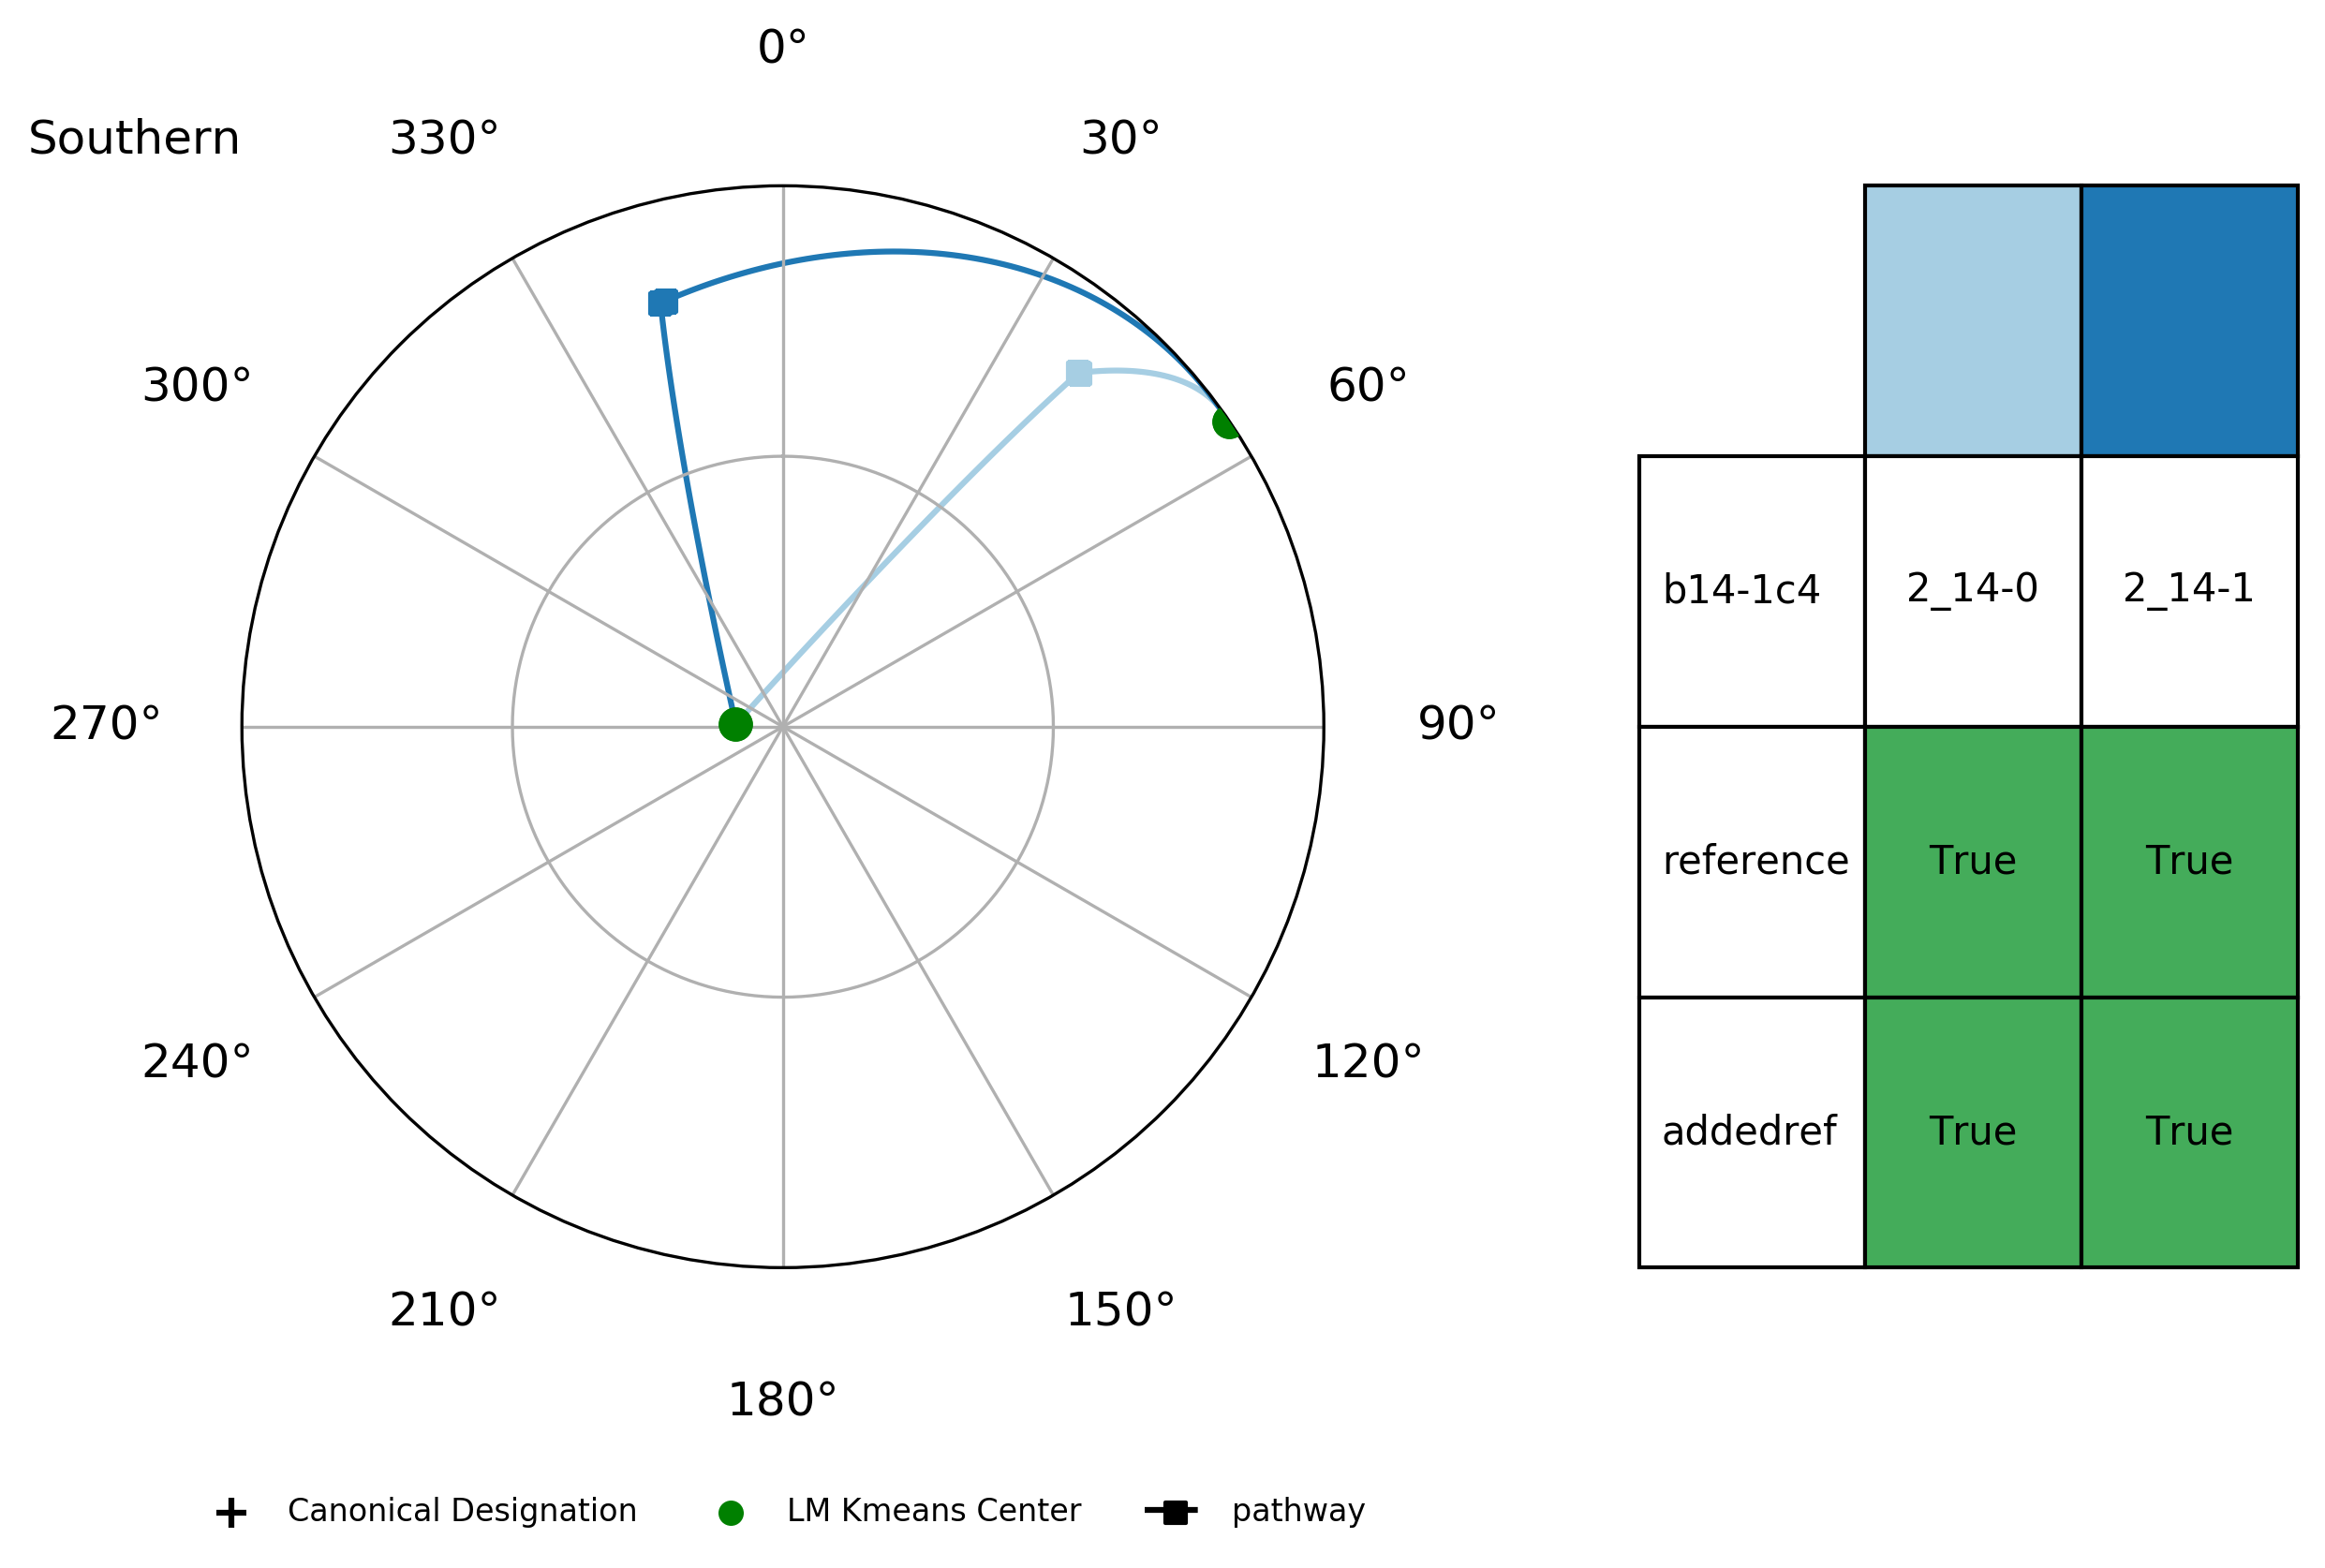 0°
Southern 330° 30°
300° 60°
270° 90°
240° 120°
210° 150°
180°
b14-1c4 2_14-0 2_14-1
reference True True
addedref True True
Canonical Designation LM Kmeans Center pathway